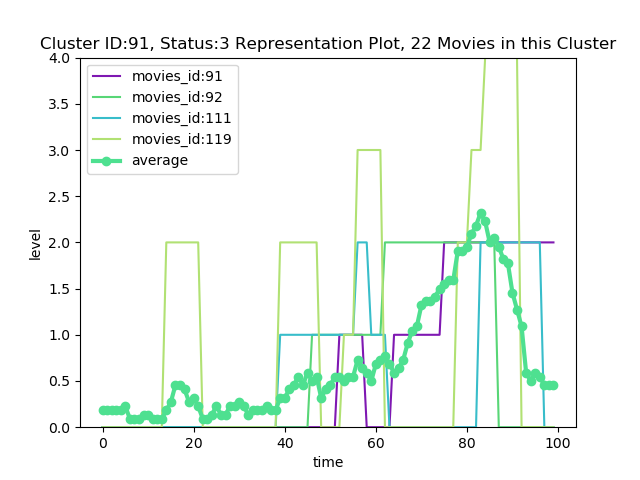 Cluster ID:91, Status:3 Representation Plot, 22 Movies in this Cluster
4.0
3.5
3.0
2.5
2.0
1.5
1.0
0.5
0.0
level
movies_id:91
movies_id:92
movies_id:111
movies_id:119
average
0 20 40 60 80 100
time